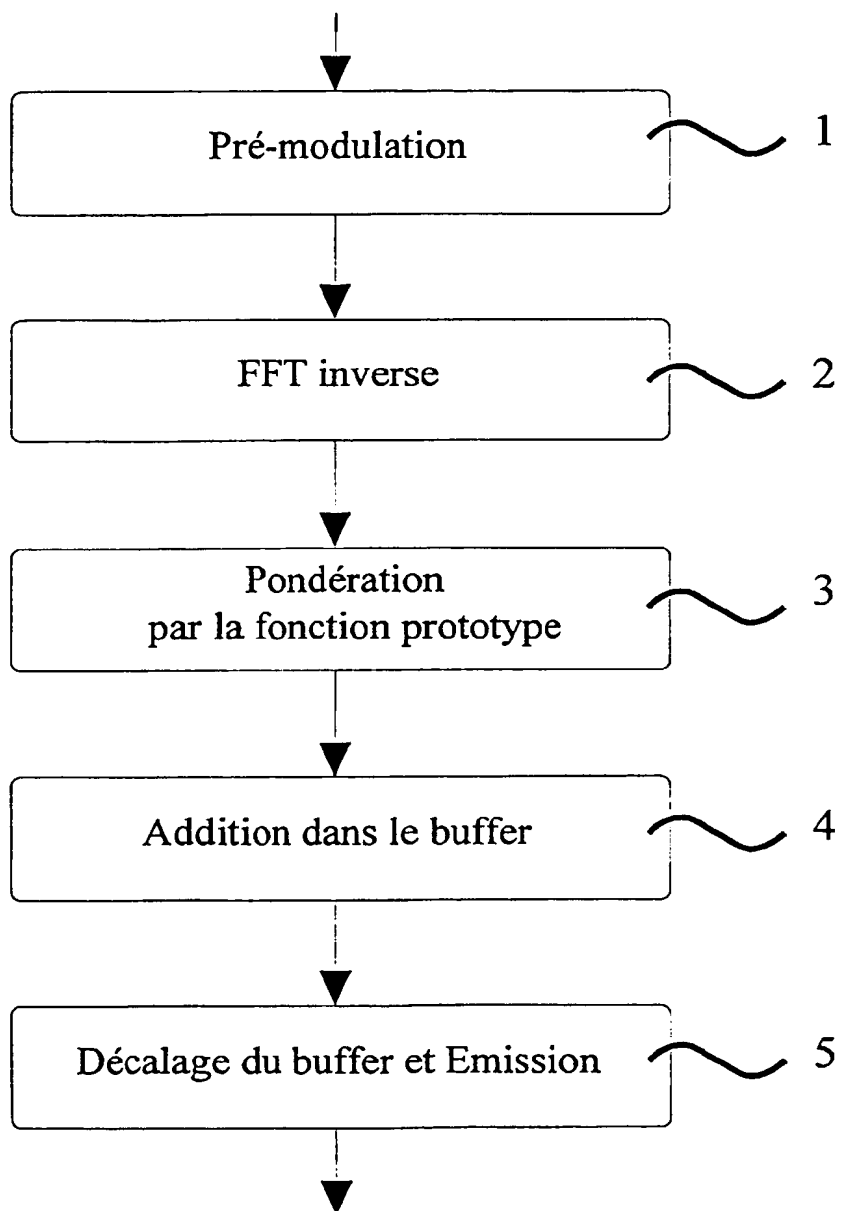 Pré-modulation
1
FFT inverse
2
Pondération
par la fonction prototype
3
Addition dans le buffer
4
Décalage du buffer et Emission
5